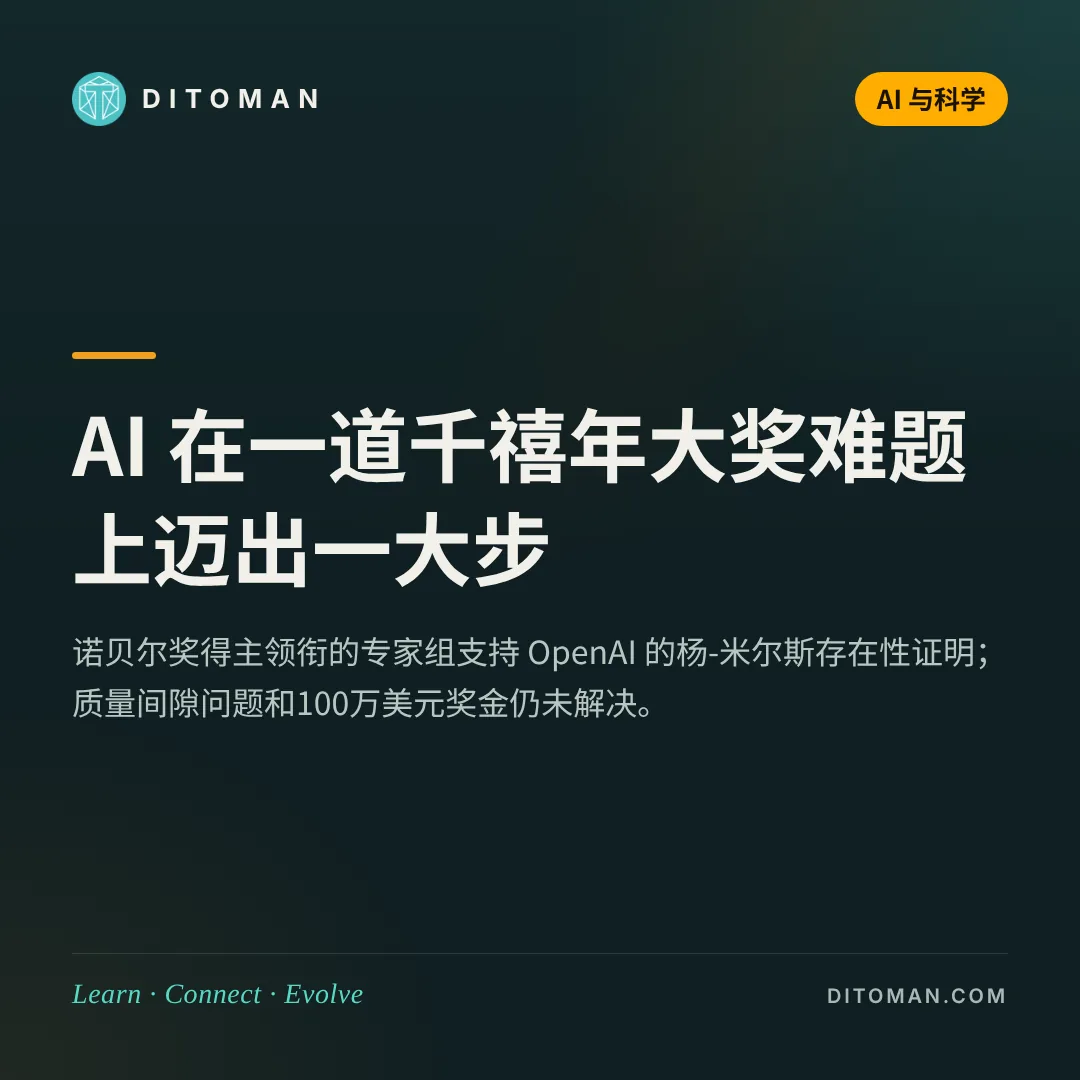 DITOMAN
AI 与科学
AI 在一道千禧年大奖难题
上迈出一大步
诺贝尔奖得主领衔的专家组支持 OpenAI 的杨-米尔斯存在性证明；
质量间隙问题和100万美元奖金仍未解决。
Learn · Connect · Evolve
DITOMAN.COM